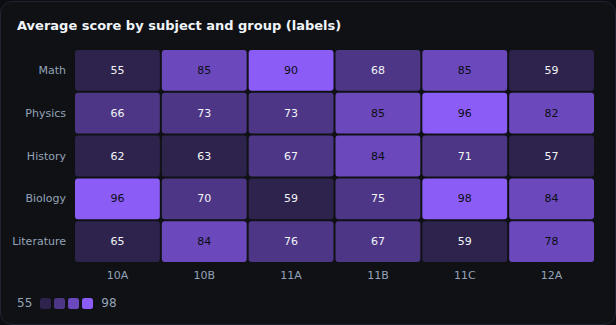 Average score by subject and group (labels)
Math 55 85 90 68 85 59
Physics 66 73 73 85 96 82
History 62 63 67 84 71 57
Biology 96 70 59 75 98 84
Literature 65 84 76 67 59 78
10A 10B 11A 11B 11C 12A
55 98